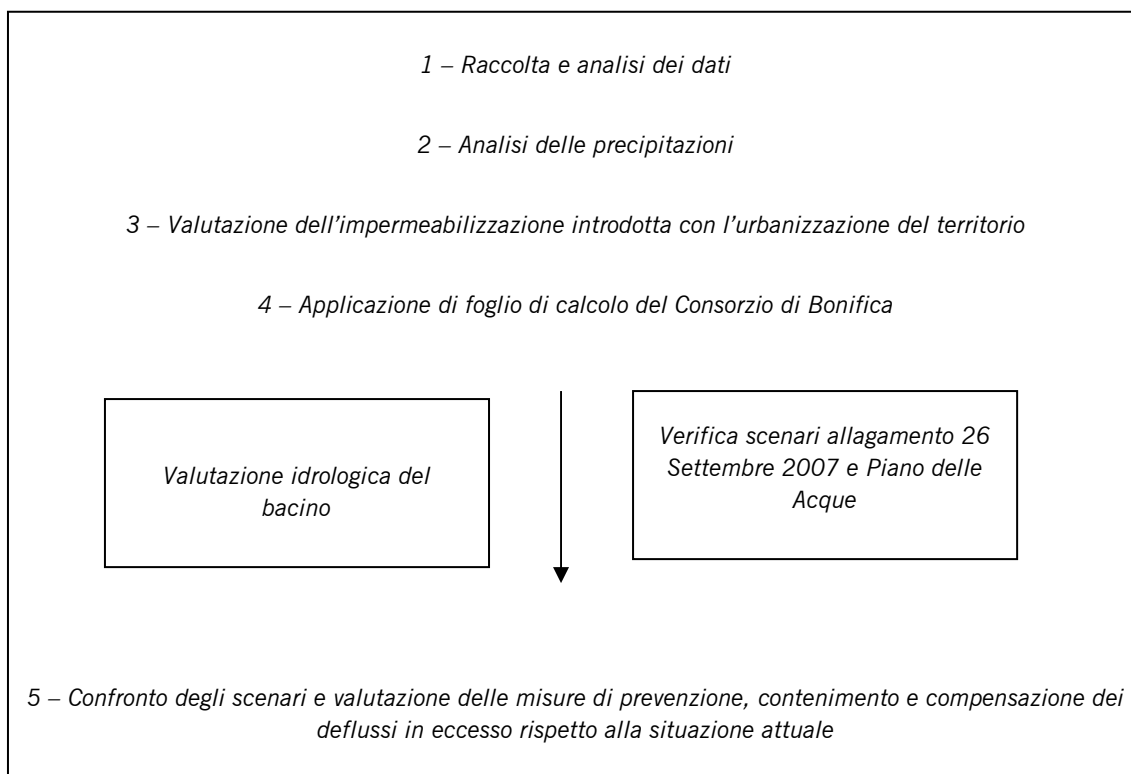 1 – Raccolta e analisi dei dati
2 – Analisi delle precipitazioni
3 – Valutazione dell’impermeabilizzazione introdotta con l’urbanizzazione del territorio
4 – Applicazione di foglio di calcolo del Consorzio di Bonifica
Valutazione idrologica del
bacino
Verifica scenari allagamento 26
Settembre 2007 e Piano delle
Acque
5 – Confronto degli scenari e valutazione delle misure di prevenzione, contenimento e compensazione dei
deflussi in eccesso rispetto alla situazione attuale